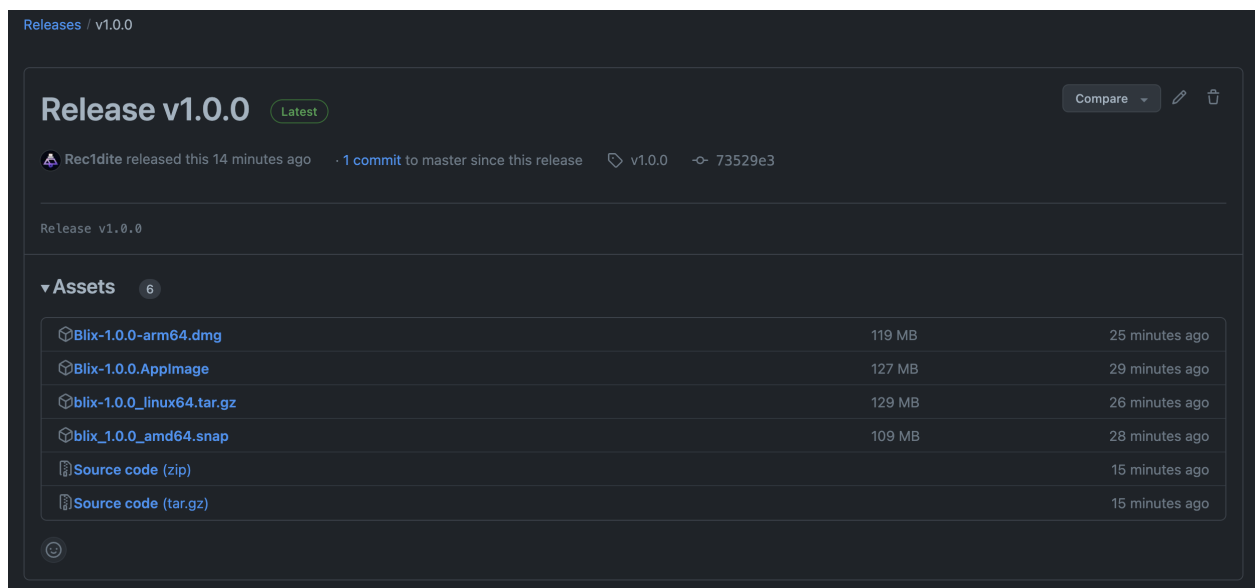 Releases / v1.0.0
Release v1.0.0 Latest
Compare
Rec1dite released this 14 minutes ago · 1 commit to master since this release v1.0.0 73529e3
Release v1.0.0
Assets 6
Blix-1.0.0-arm64.dmg 119 MB 25 minutes ago
Blix-1.0.0.AppImage 127 MB 29 minutes ago
blix-1.0.0_linux64.tar.gz 129 MB 26 minutes ago
blix_1.0.0_amd64.snap 109 MB 28 minutes ago
Source code (zip) 15 minutes ago
Source code (tar.gz) 15 minutes ago